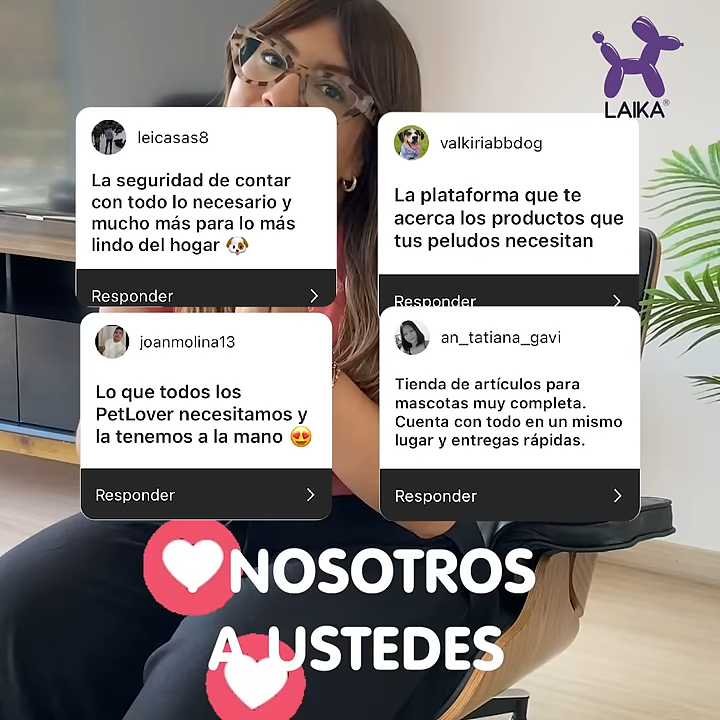 LAIKA®
leicasas8
La seguridad de contar
con todo lo necesario y
mucho más para lo más
lindo del hogar 🐶
Responder
valkiriabbdog
La plataforma que te
acerca los productos que
tus peludos necesitan
Responder
joanmolina13
Lo que todos los
PetLover necesitamos y
la tenemos a la mano 😍
Responder
an_tatiana_gavi
Tienda de artículos para
mascotas muy completa.
Cuenta con todo en un mismo
lugar y entregas rápidas.
Responder
NOSOTROS
A USTEDES